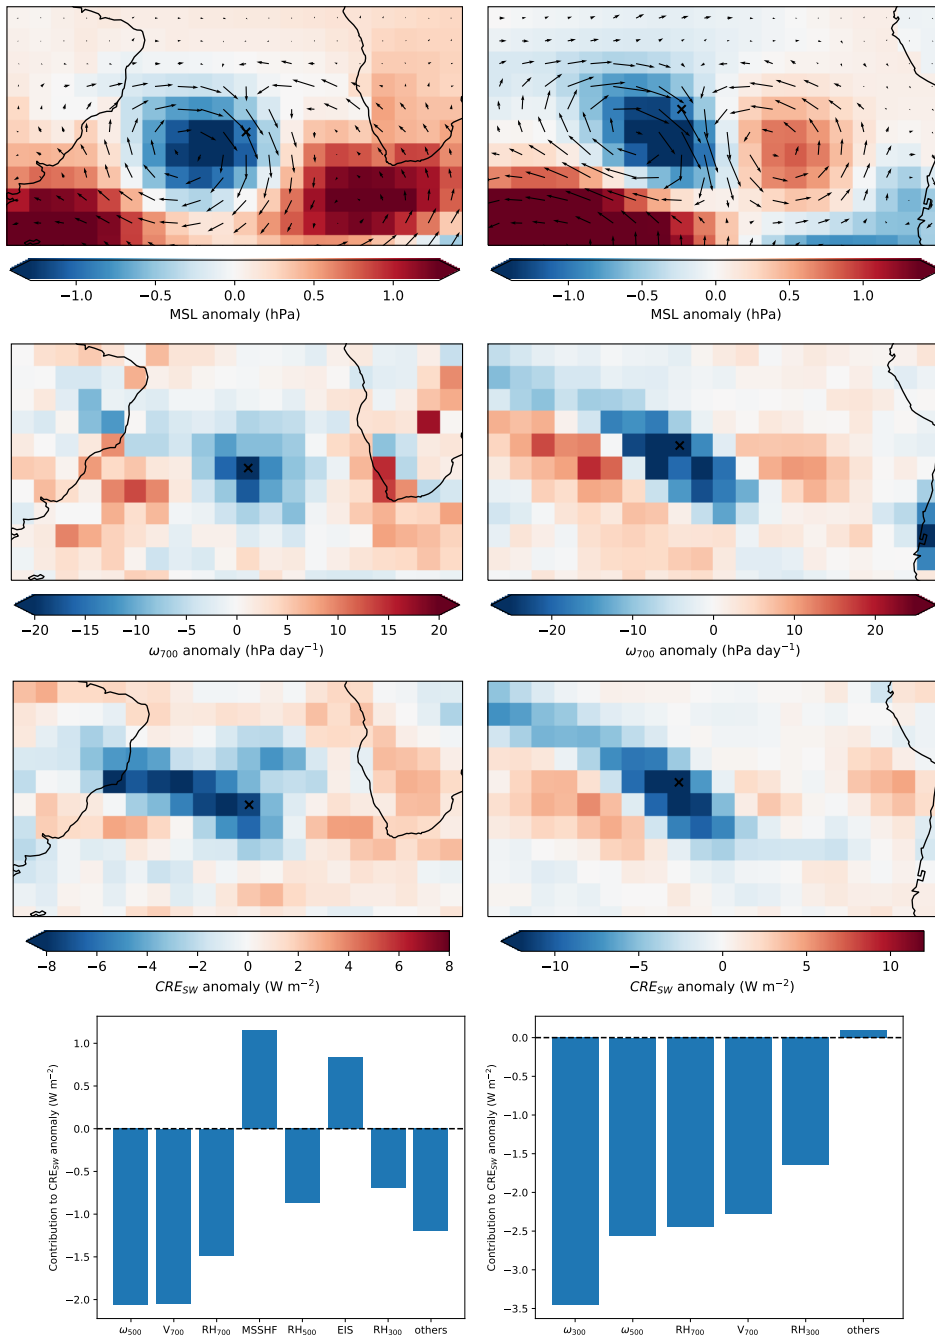 −1.0 −0.5 0.0 0.5 1.0
MSL anomaly (hPa)
−1.0 −0.5 0.0 0.5 1.0
MSL anomaly (hPa)
−20 −15 −10 −5 0 5 10 15 20
ω700 anomaly (hPa day−1)
−20 −10 0 10 20
ω700 anomaly (hPa day−1)
−8 −6 −4 −2 0 2 4 6 8
CRESW anomaly (W m−2)
−10 −5 0 5 10
CRESW anomaly (W m−2)
Contribution to CRESW anomaly (W m−2)
1.0
0.5
0.0
−0.5
−1.0
−1.5
−2.0
ω500 V700 RH700 MSSHF RH500 EIS RH300 others
Contribution to CRESW anomaly (W m−2)
0.0
−0.5
−1.0
−1.5
−2.0
−2.5
−3.0
−3.5
ω300 ω500 RH700 V700 RH300 others